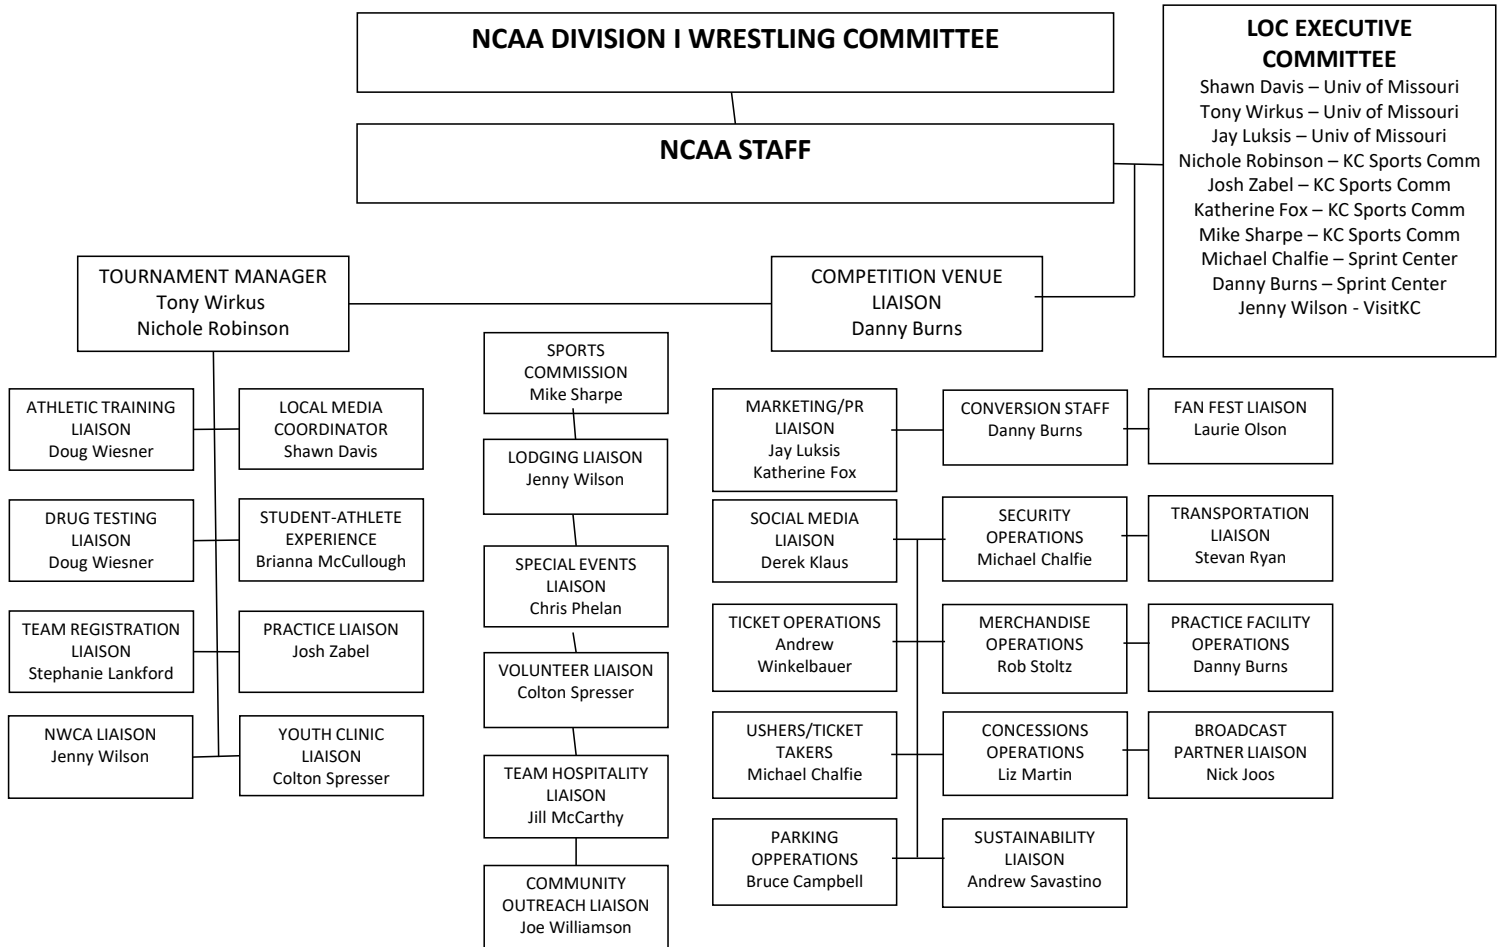 NCAA DIVISION I WRESTLING COMMITTEE
NCAA STAFF
LOC EXECUTIVE
COMMITTEE
Shawn Davis – Univ of Missouri
Tony Wirkus – Univ of Missouri
Jay Luksis – Univ of Missouri
Nichole Robinson – KC Sports Comm
Josh Zabel – KC Sports Comm
Katherine Fox – KC Sports Comm
Mike Sharpe – KC Sports Comm
Michael Chalfie – Sprint Center
Danny Burns – Sprint Center
Jenny Wilson - VisitKC
TOURNAMENT MANAGER
Tony Wirkus
Nichole Robinson
COMPETITION VENUE
LIAISON
Danny Burns
ATHLETIC TRAINING
LIAISON
Doug Wiesner
LOCAL MEDIA
COORDINATOR
Shawn Davis
DRUG TESTING
LIAISON
Doug Wiesner
STUDENT-ATHLETE
EXPERIENCE
Brianna McCullough
TEAM REGISTRATION
LIAISON
Stephanie Lankford
PRACTICE LIAISON
Josh Zabel
NWCA LIAISON
Jenny Wilson
YOUTH CLINIC
LIAISON
Colton Spresser
SPORTS
COMMISSION
Mike Sharpe
LODGING LIAISON
Jenny Wilson
SPECIAL EVENTS
LIAISON
Chris Phelan
VOLUNTEER LIAISON
Colton Spresser
TEAM HOSPITALITY
LIAISON
Jill McCarthy
COMMUNITY
OUTREACH LIAISON
Joe Williamson
MARKETING/PR
LIAISON
Jay Luksis
Katherine Fox
CONVERSION STAFF
Danny Burns
FAN FEST LIAISON
Laurie Olson
SOCIAL MEDIA
LIAISON
Derek Klaus
SECURITY
OPERATIONS
Michael Chalfie
TRANSPORTATION
LIAISON
Stevan Ryan
TICKET OPERATIONS
Andrew
Winkelbauer
MERCHANDISE
OPERATIONS
Rob Stoltz
PRACTICE FACILITY
OPERATIONS
Danny Burns
USHERS/TICKET
TAKERS
Michael Chalfie
CONCESSIONS
OPERATIONS
Liz Martin
BROADCAST
PARTNER LIAISON
Nick Joos
PARKING
OPPERATIONS
Bruce Campbell
SUSTAINABILITY
LIAISON
Andrew Savastino